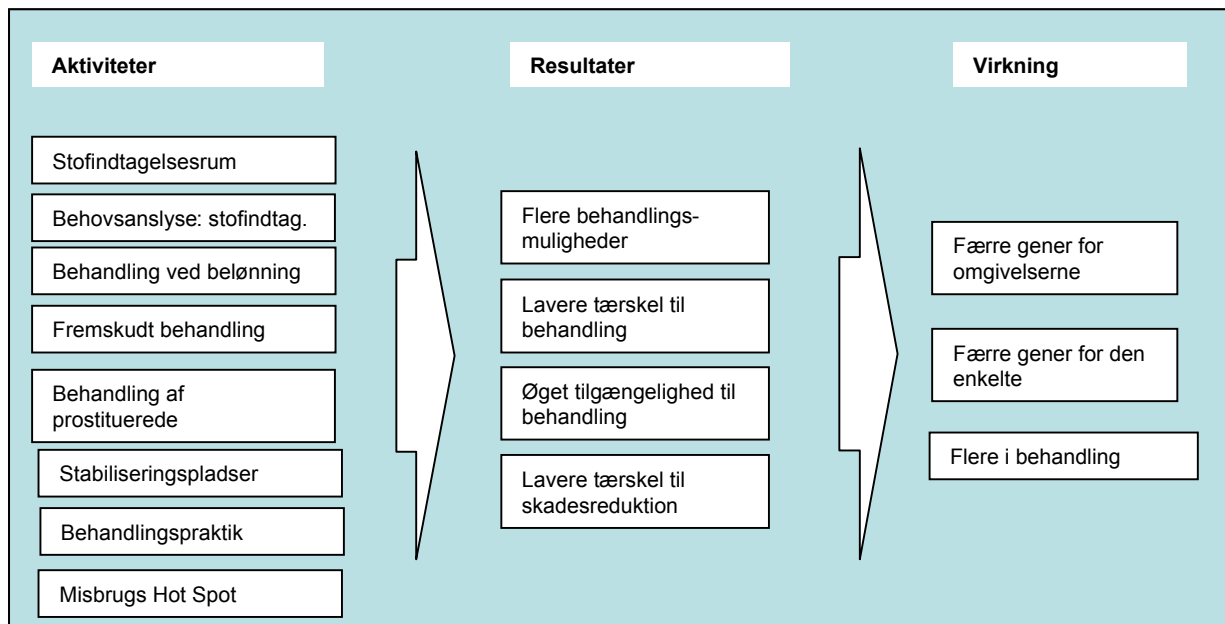 Aktiviteter
Stofindtagelsesrum
Behovsanslyse: stofindtag.
Behandling ved belønning
Fremskudt behandling
Behandling af
prostituerede
Stabiliseringspladser
Behandlingspraktik
Misbrugs Hot Spot
Resultater
Flere behandlings-
muligheder
Lavere tærskel til
behandling
Øget tilgængelighed til
behandling
Lavere tærskel til
skadesreduktion
Virkning
Færre gener for
omgivelserne
Færre gener for den
enkelte
Flere i behandling